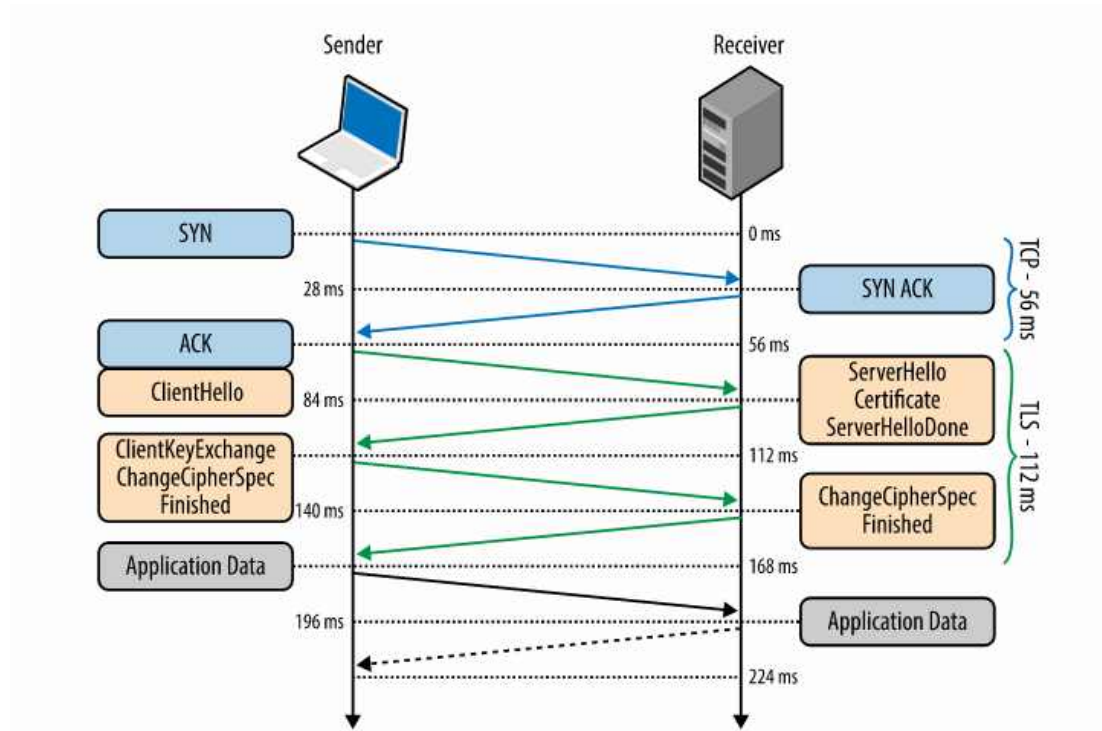 Sender
Receiver
SYN
0 ms
28 ms
SYN ACK
TCP - 56 ms
ACK
56 ms
ClientHello
84 ms
ServerHello
Certificate
ServerHelloDone
ClientKeyExchange
ChangeCipherSpec
Finished
112 ms
TLS - 112 ms
140 ms
ChangeCipherSpec
Finished
Application Data
168 ms
196 ms
Application Data
224 ms